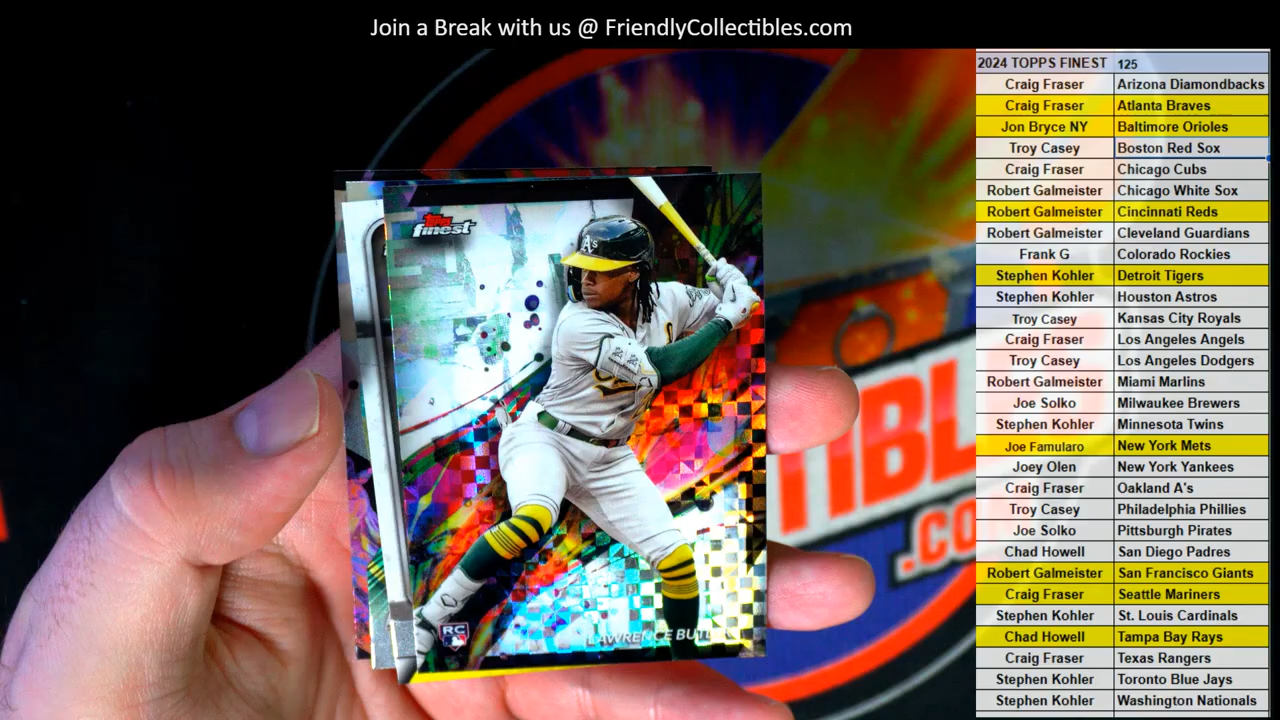 Join a Break with us @ FriendlyCollectibles.com
2024 TOPPS FINEST 125
Craig Fraser Arizona Diamondbacks
Craig Fraser Atlanta Braves
Jon Bryce NY Baltimore Orioles
Troy Casey Boston Red Sox
Craig Fraser Chicago Cubs
Robert Galmeister Chicago White Sox
Robert Galmeister Cincinnati Reds
Robert Galmeister Cleveland Guardians
Frank G Colorado Rockies
Stephen Kohler Detroit Tigers
Stephen Kohler Houston Astros
Troy Casey Kansas City Royals
Craig Fraser Los Angeles Angels
Troy Casey Los Angeles Dodgers
Robert Galmeister Miami Marlins
Joe Solko Milwaukee Brewers
Stephen Kohler Minnesota Twins
Joe Famularo New York Mets
Joey Olen New York Yankees
Craig Fraser Oakland A's
Troy Casey Philadelphia Phillies
Joe Solko Pittsburgh Pirates
Chad Howell San Diego Padres
Robert Galmeister San Francisco Giants
Craig Fraser Seattle Mariners
Stephen Kohler St. Louis Cardinals
Chad Howell Tampa Bay Rays
Craig Fraser Texas Rangers
Stephen Kohler Toronto Blue Jays
Stephen Kohler Washington Nationals
TOPPS
finest
A's
RC
LAWRENCE
TIBL
.CO